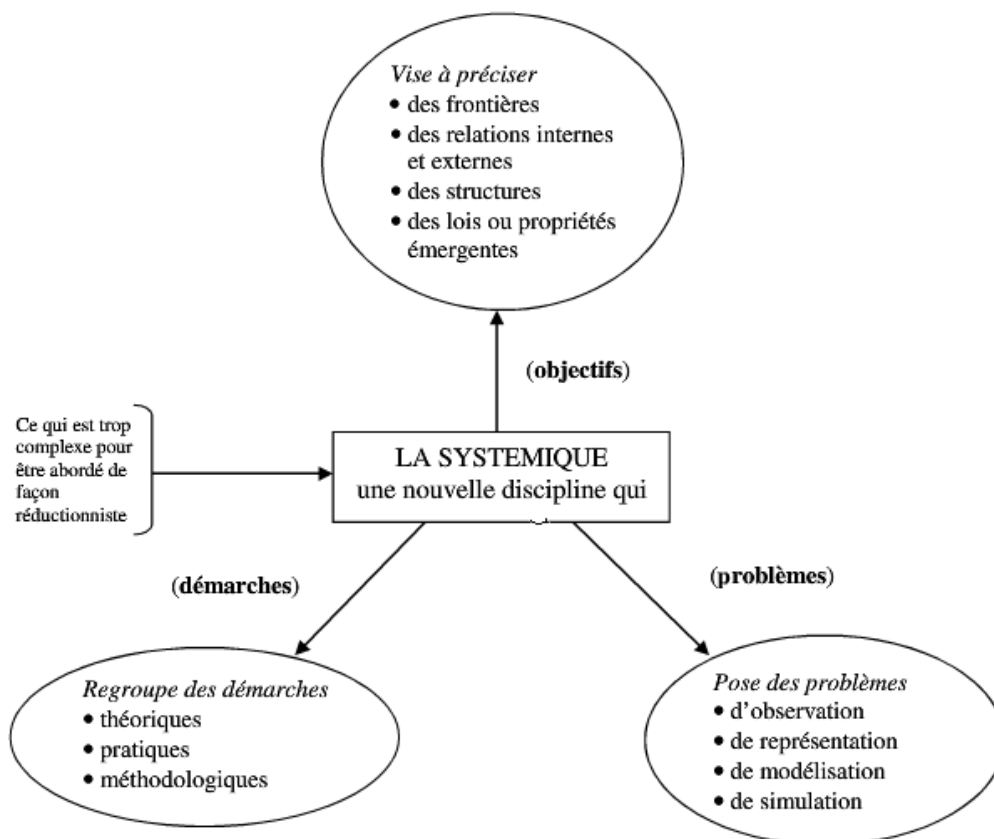 Vise à préciser
• des frontières
• des relations internes
et externes
• des structures
• des lois ou propriétés
émergentes
(objectifs)
Ce qui est trop
complexe pour
être abordé de
façon
réductionniste
LA SYSTEMIQUE
une nouvelle discipline qui
(démarches)
(problèmes)
Regroupe des démarches
• théoriques
• pratiques
• méthodologiques
Pose des problèmes
• d'observation
• de représentation
• de modélisation
• de simulation